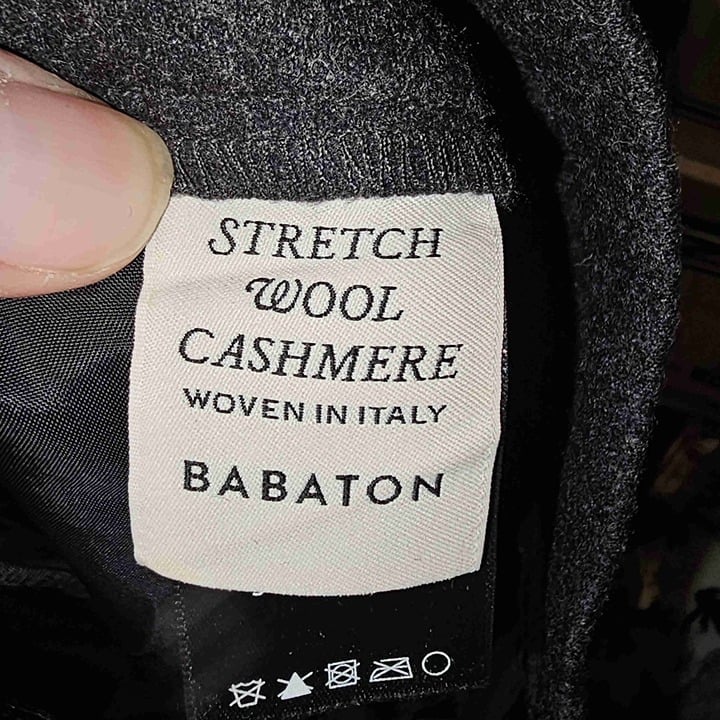 STRETCH
WOOL
CASHMERE
WOVEN IN ITALY
BABATON